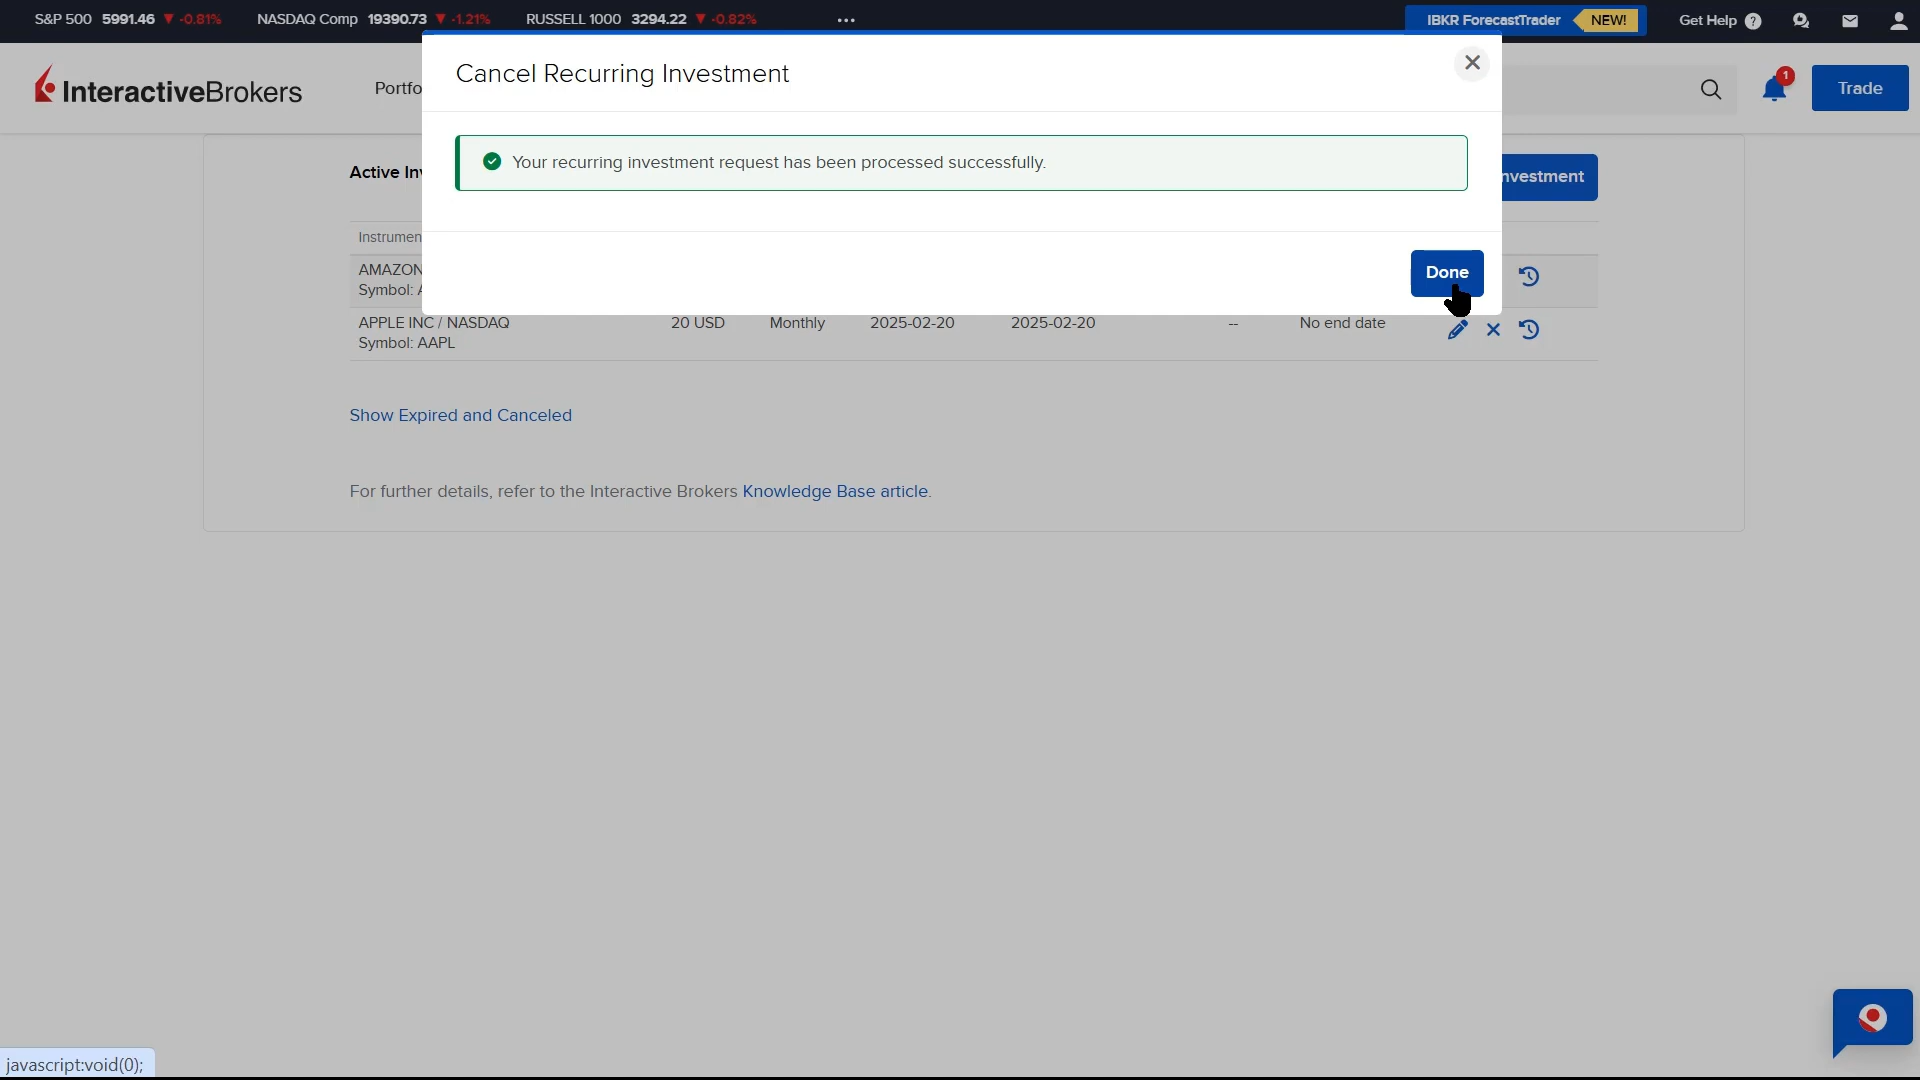 S&P 500 5991.46 ▼ -0.81% NASDAQ Comp 19390.73 ▼ -1.21% RUSSELL 1000 3294.22 ▼ -0.82% ... IBKR ForecastTrader NEW! Get Help ?
Cancel Recurring Investment
InteractiveBrokers Portfo 1 Trade
Your recurring investment request has been processed successfully.
Active Inv nvestment
Instrumen
AMAZON
Symbol: A
Done
APPLE INC / NASDAQ 20 USD Monthly 2025-02-20 2025-02-20 -- No end date
Symbol: AAPL
Show Expired and Canceled
For further details, refer to the Interactive Brokers Knowledge Base article.
javascript:void(0);